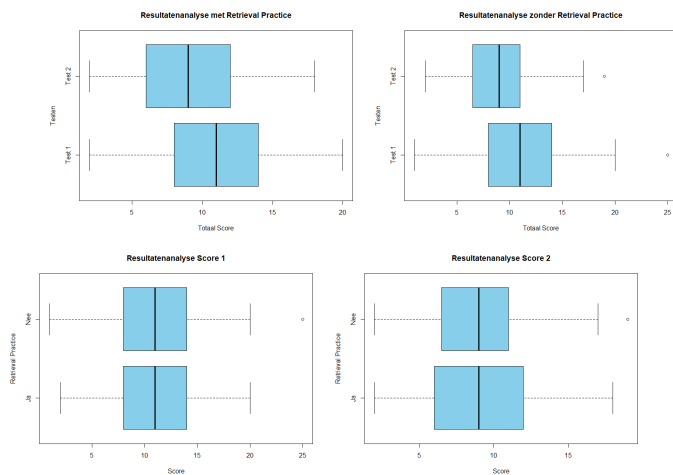 Resultatenanalyse met Retrieval Practice
Test 2
Testen
Test 1
5 10 15 20
Totaal Score
Resultatenanalyse zonder Retrieval Practice
Test 2
Testen
Test 1
5 10 15 20 25
Totaal Score
Resultatenanalyse Score 1
Nee
Retrieval Practice
Ja
5 10 15 20 25
Score
Resultatenanalyse Score 2
Nee
Retrieval Practice
Ja
5 10 15
Score